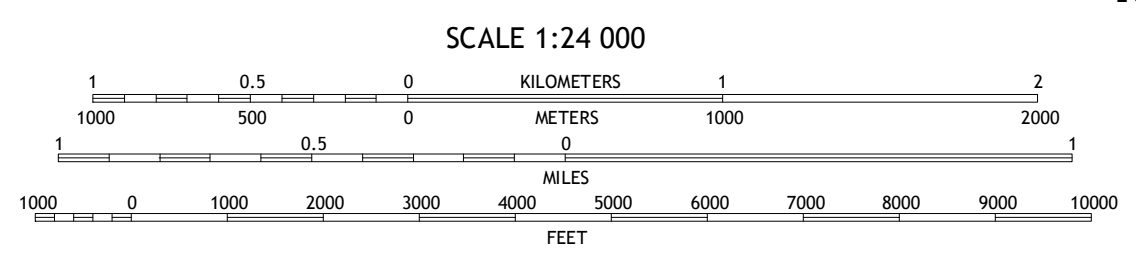 SCALE 1:24 000
1 0.5 0 KILOMETERS 1 2
1000 500 0 METERS 1000 2000
1 0.5 0 1
MILES
1000 0 1000 2000 3000 4000 5000 6000 7000 8000 9000 10000
FEET